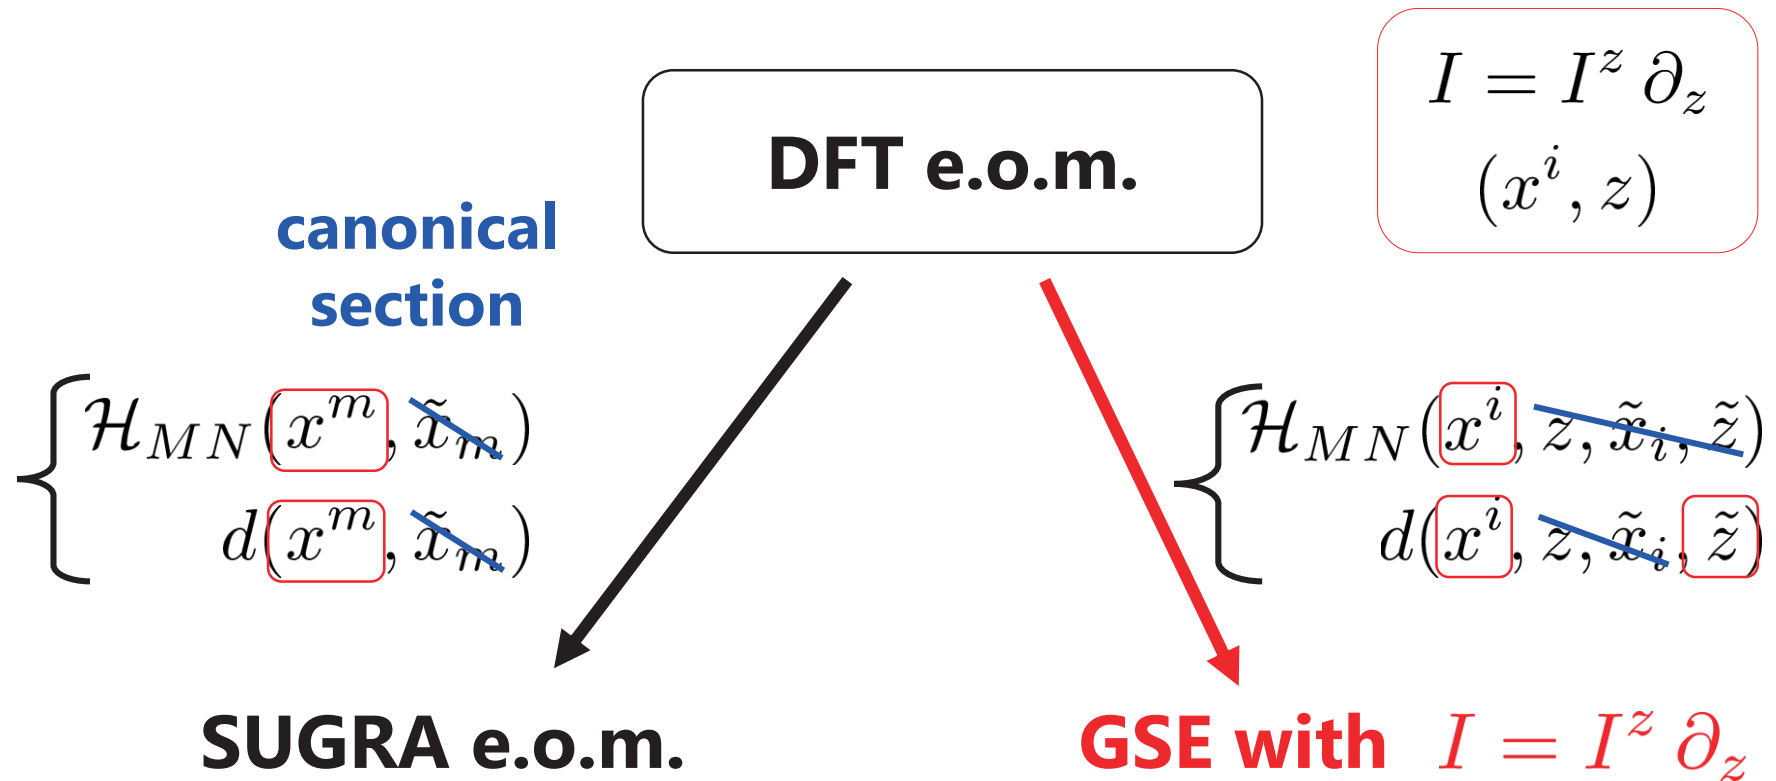 I = I^z ∂_z
(x^i, z)
DFT e.o.m.
canonical
section
ℋ_{MN}(x^m, x̃_m)
d(x^m, x̃_m)
ℋ_{MN}(x^i, z, x̃_i, z̃)
d(x^i, z, x̃_i, z̃)
SUGRA e.o.m.
GSE with I = I^z ∂_z